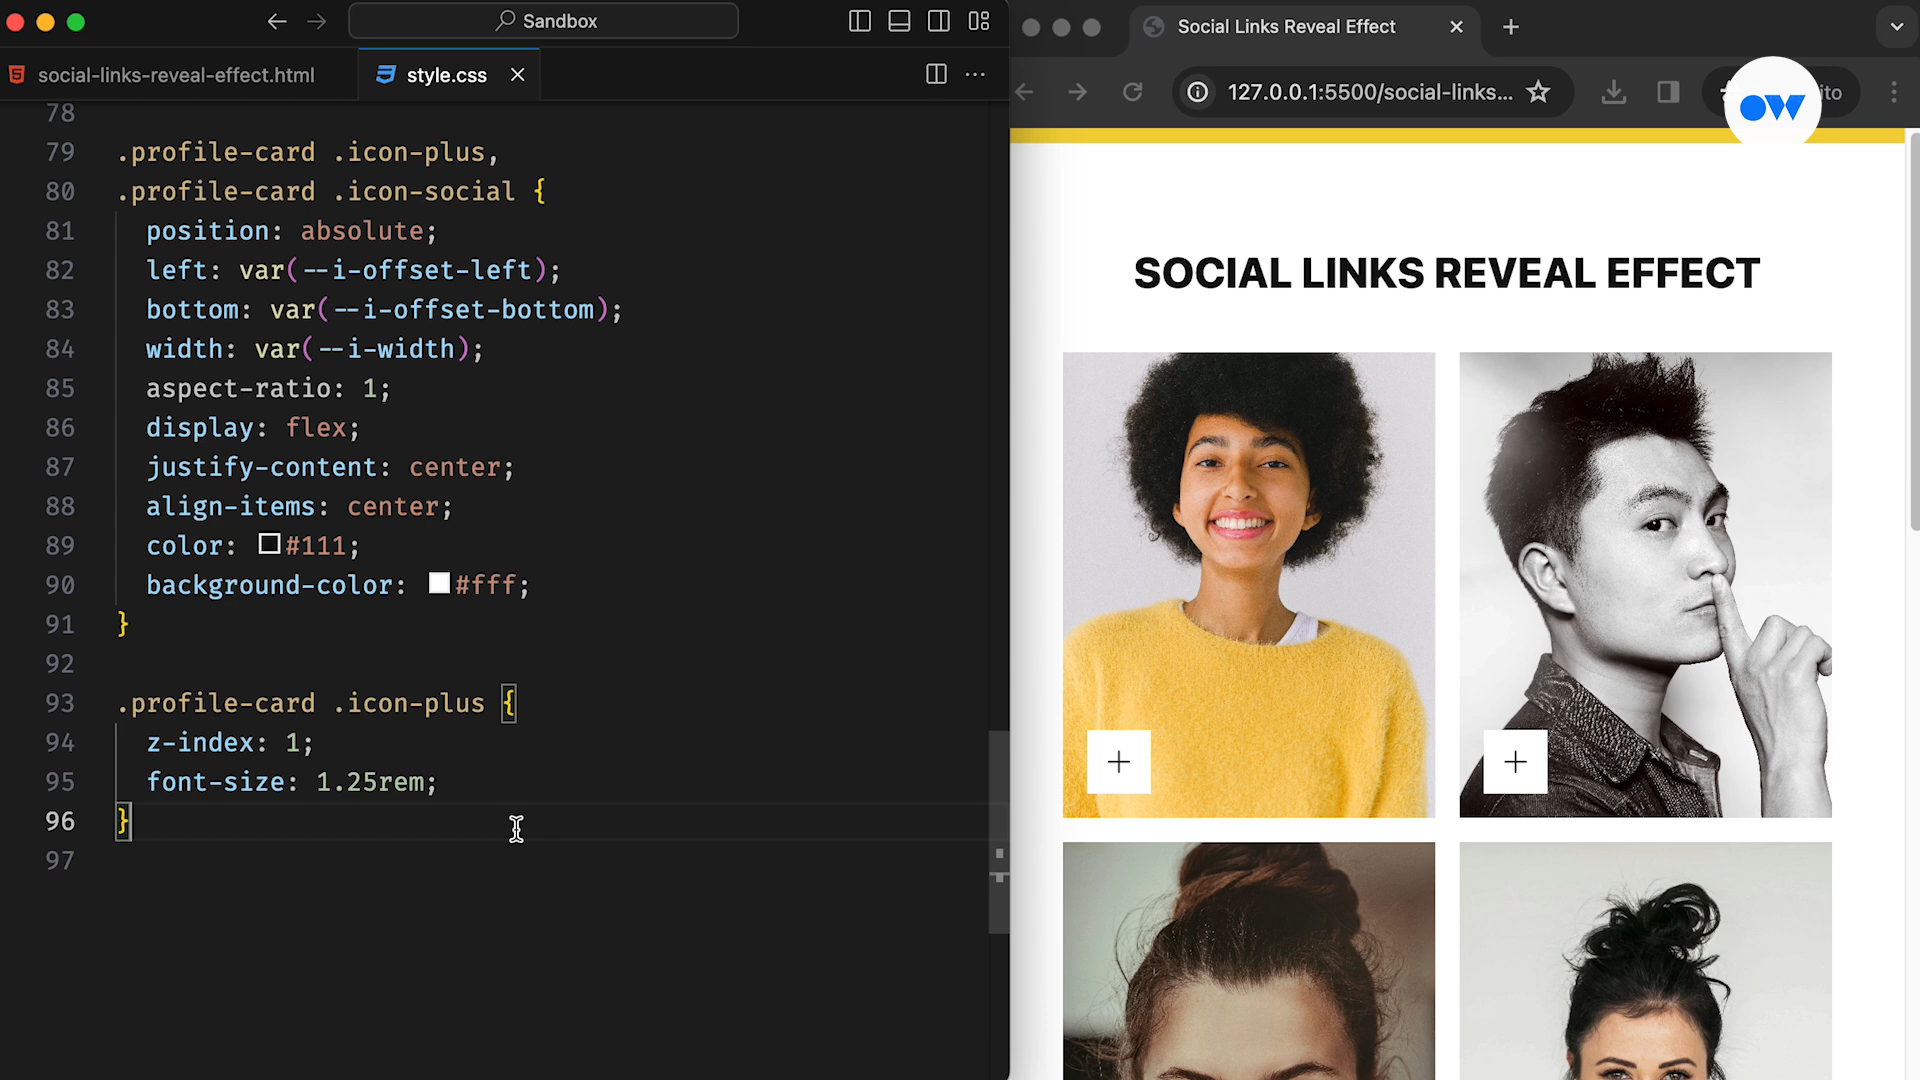 Sandbox
social-links-reveal-effect.html
style.css
78
79 .profile-card .icon-plus,
80 .profile-card .icon-social {
81 position: absolute;
82 left: var(--i-offset-left);
83 bottom: var(--i-offset-bottom);
84 width: var(--i-width);
85 aspect-ratio: 1;
86 display: flex;
87 justify-content: center;
88 align-items: center;
89 color: #111;
90 background-color: #fff;
91 }
92
93 .profile-card .icon-plus {
94 z-index: 1;
95 font-size: 1.25rem;
96 }
97
Social Links Reveal Effect
127.0.0.1:5500/social-links...
ito
OW
SOCIAL LINKS REVEAL EFFECT